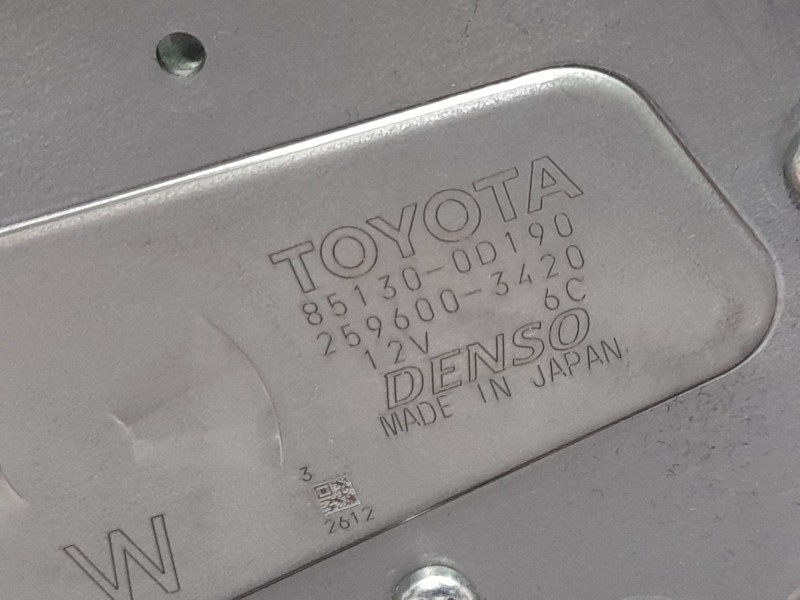 TOYOTA
85130-0D190
259600-3420
12V 6C
DENSO
MADE IN JAPAN
3
2612
W